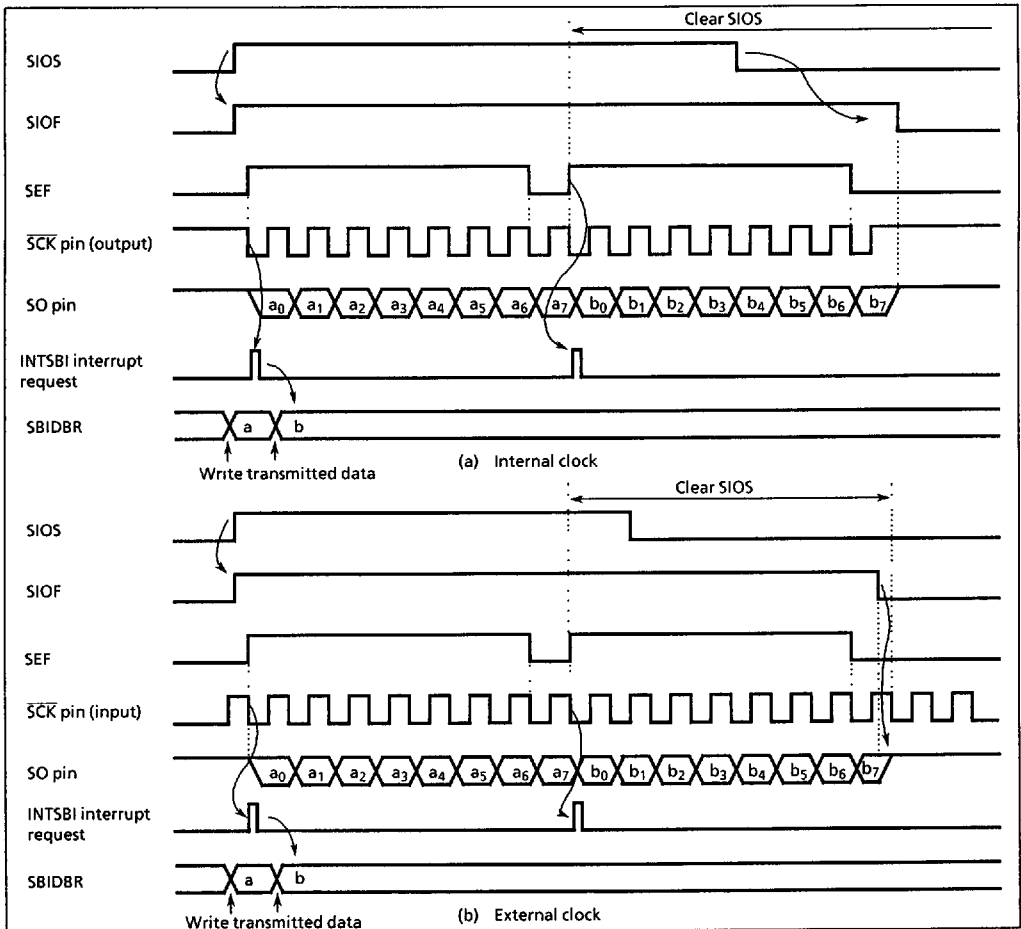 Clear SIOS
SIOS
SIOF
SEF
SCK pin (output)
SO pin
a0 a1 a2 a3 a4 a5 a6 a7 b0 b1 b2 b3 b4 b5 b6 b7
INTSBI interrupt
request
SBIDBR
a b
Write transmitted data
(a) Internal clock
Clear SIOS
SIOS
SIOF
SEF
SCK pin (input)
SO pin
a0 a1 a2 a3 a4 a5 a6 a7 b0 b1 b2 b3 b4 b5 b6 b7
INTSBI interrupt
request
SBIDBR
a b
Write transmitted data
(b) External clock